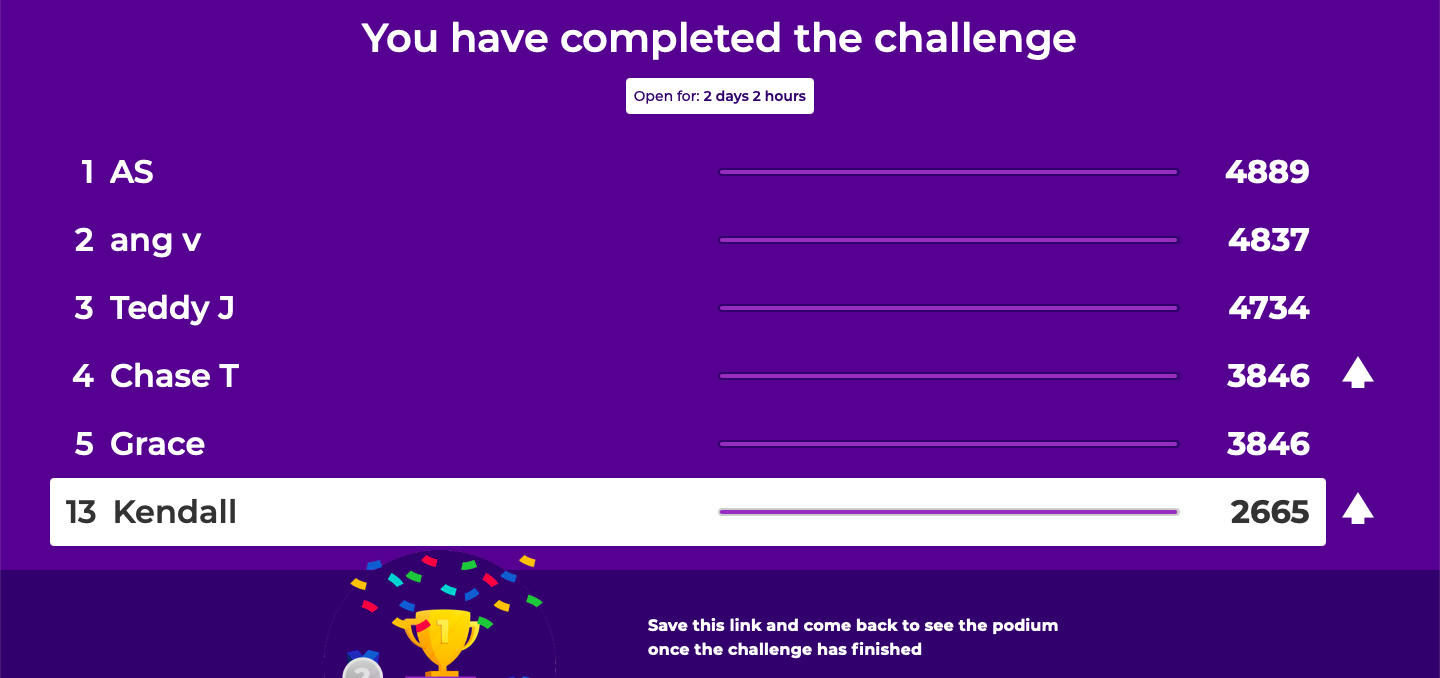 You have completed the challenge
Open for: 2 days 2 hours
1 AS 4889
2 ang v 4837
3 Teddy J 4734
4 Chase T 3846
5 Grace 3846
13 Kendall 2665
1
2
Save this link and come back to see the podium
once the challenge has finished